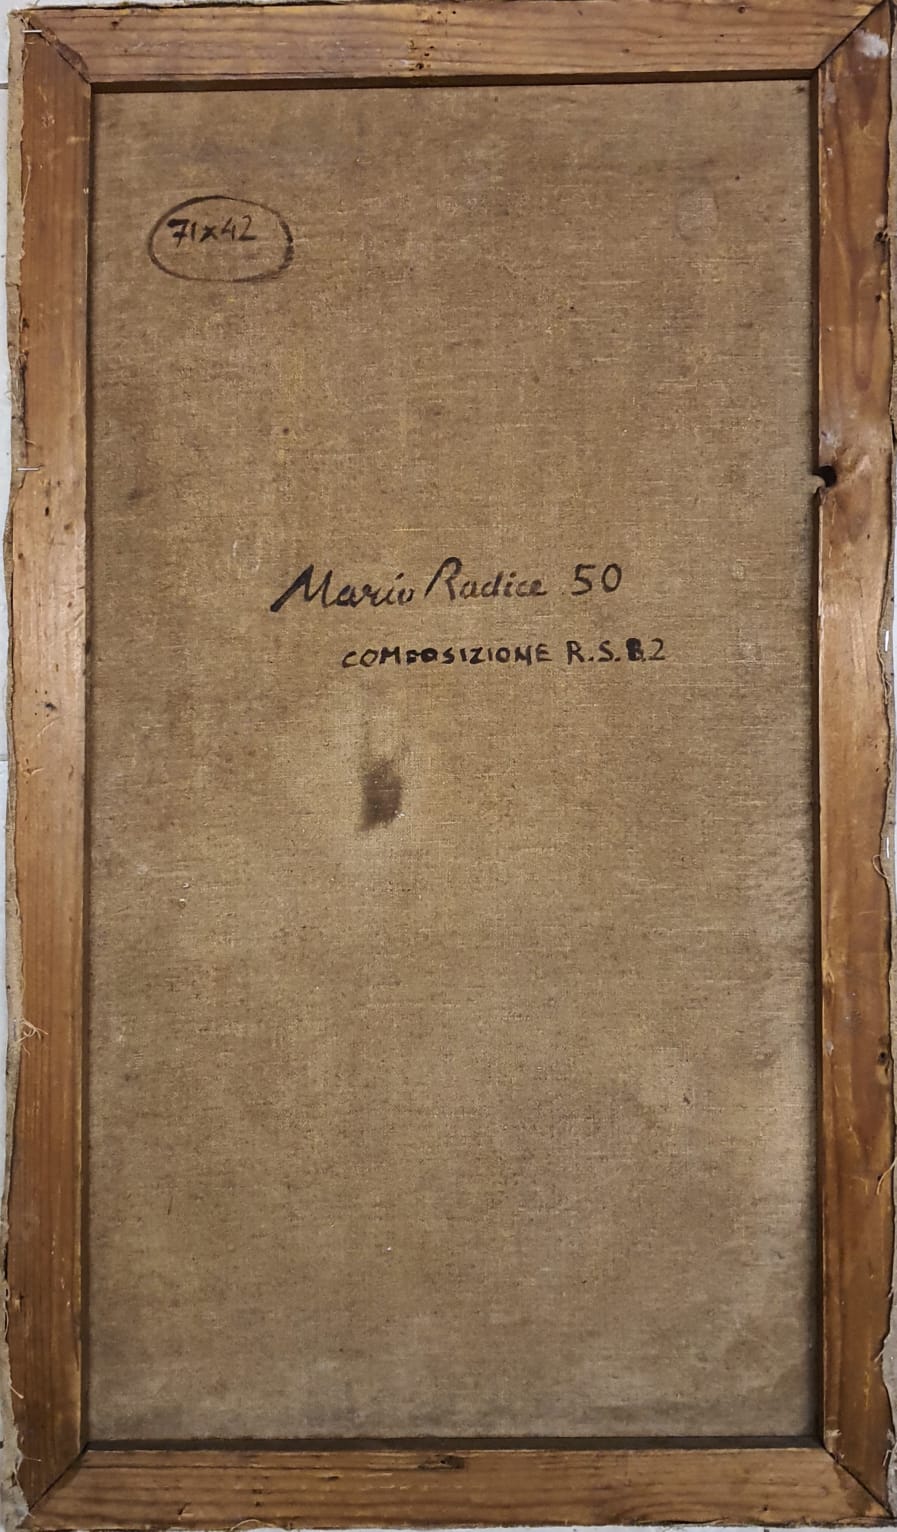 71x42
Mario Radice 50
COMPOSIZIONE R.S.B.2